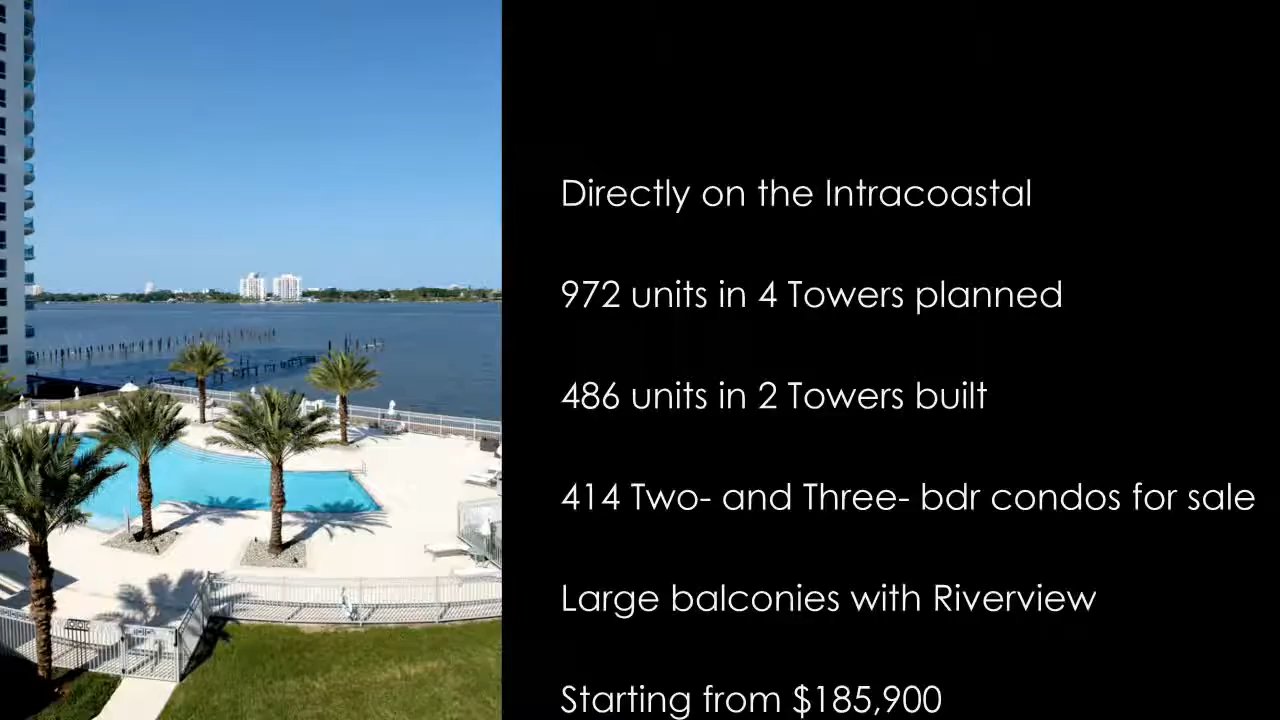 Directly on the Intracoastal
972 units in 4 Towers planned
486 units in 2 Towers built
414 Two- and Three- bdr condos for sale
Large balconies with Riverview
Starting from $185,900